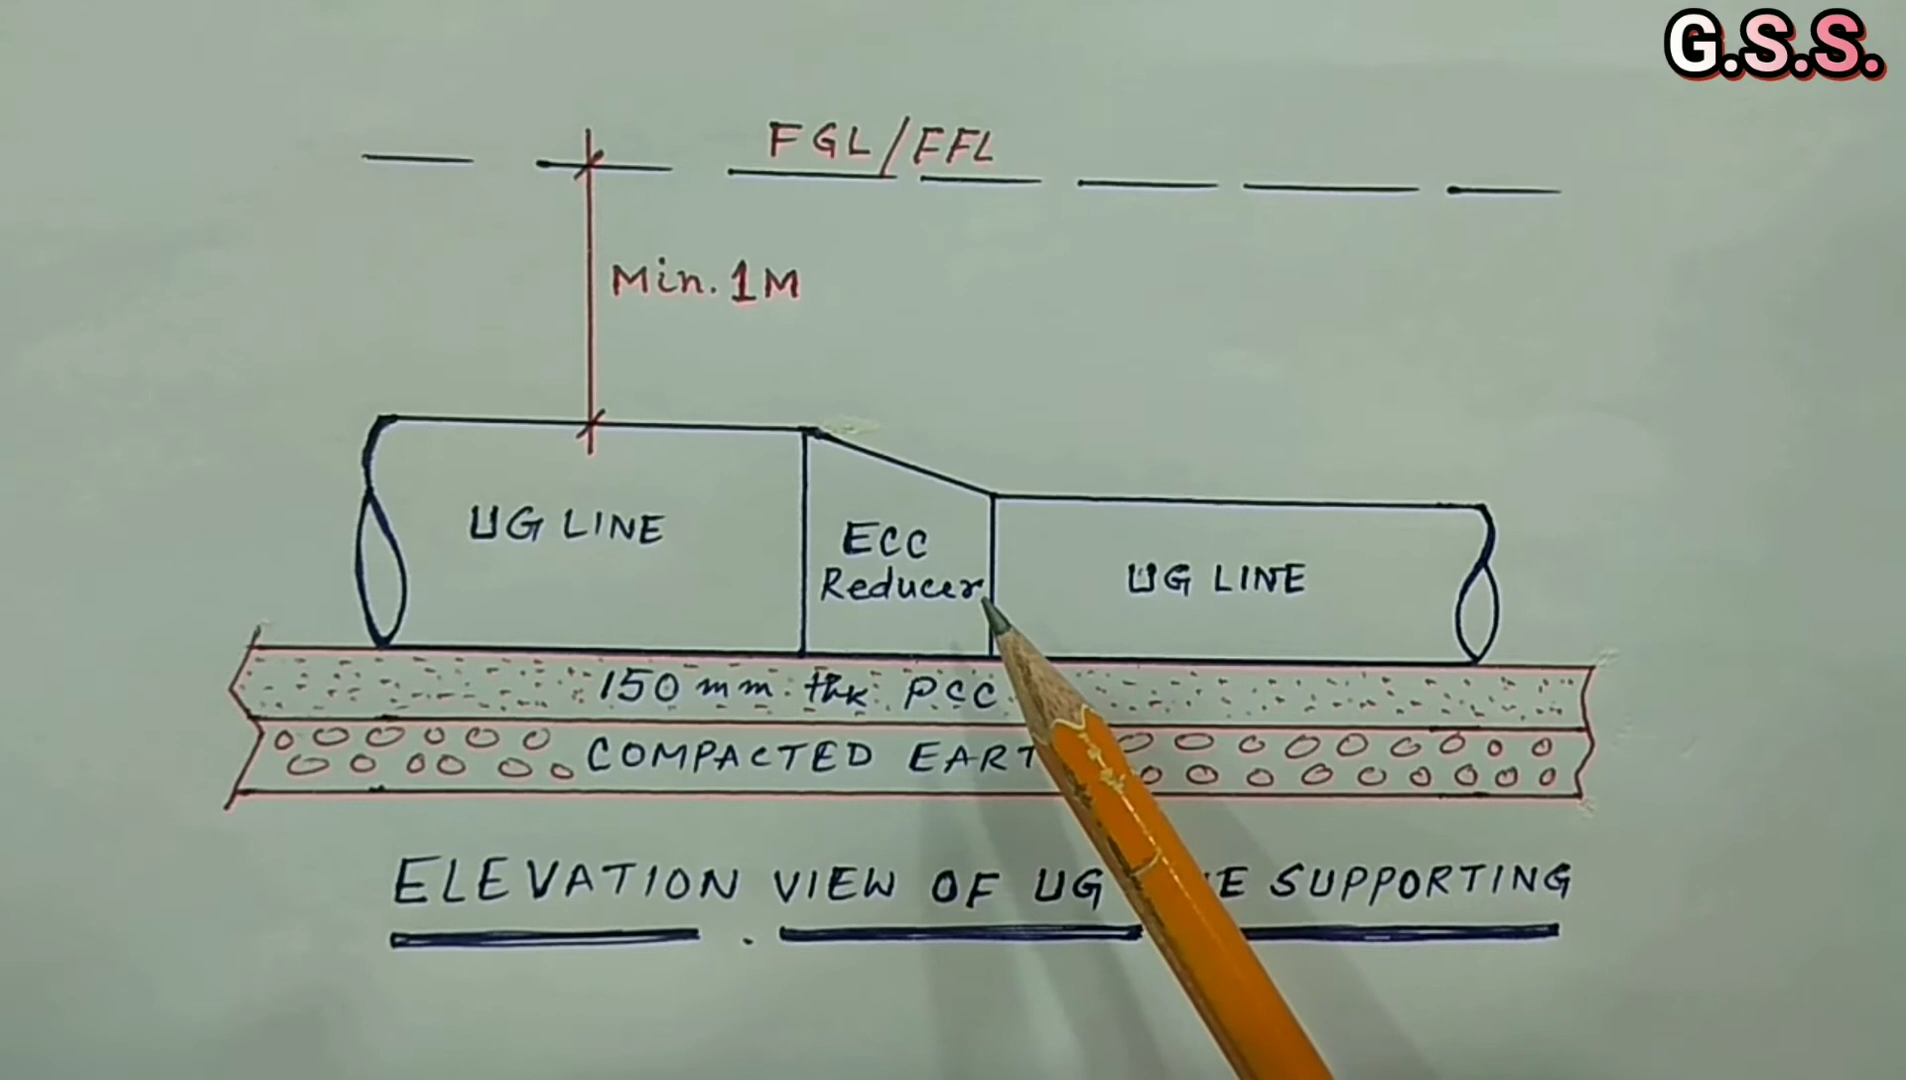 G.S.S.
FGL/FFL
Min. 1M
UG LINE
ECC
Reducer
UG LINE
150 mm. thk. PCC
COMPACTED EART
ELEVATION VIEW OF UG E SUPPORTING